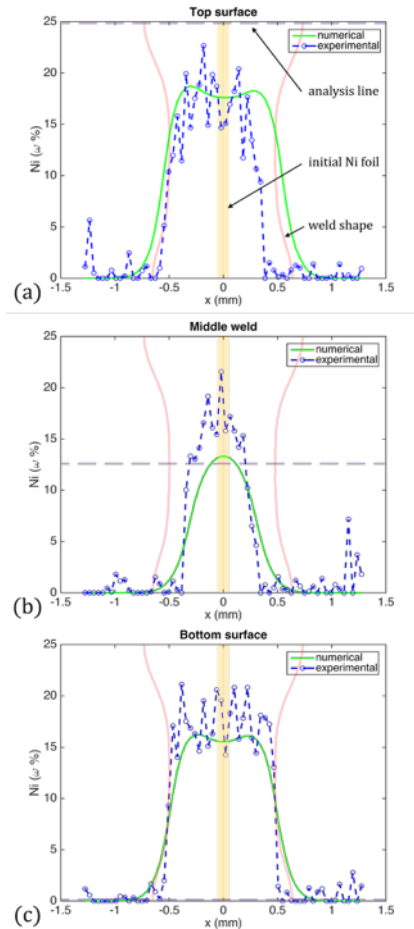 Top surface
25
20
15
10
5
0
Ni (ω %)
numerical
experimental
analysis line
initial Ni foil
weld shape
-1.5 -1 -0.5 0 0.5 1 1.5
x (mm)
(a)
Middle weld
25
20
15
10
5
0
Ni (ω %)
numerical
experimental
-1.5 -1 -0.5 0 0.5 1 1.5
x (mm)
(b)
Bottom surface
25
20
15
10
5
0
Ni (ω %)
numerical
experimental
-1.5 -1 -0.5 0 0.5 1 1.5
x (mm)
(c)